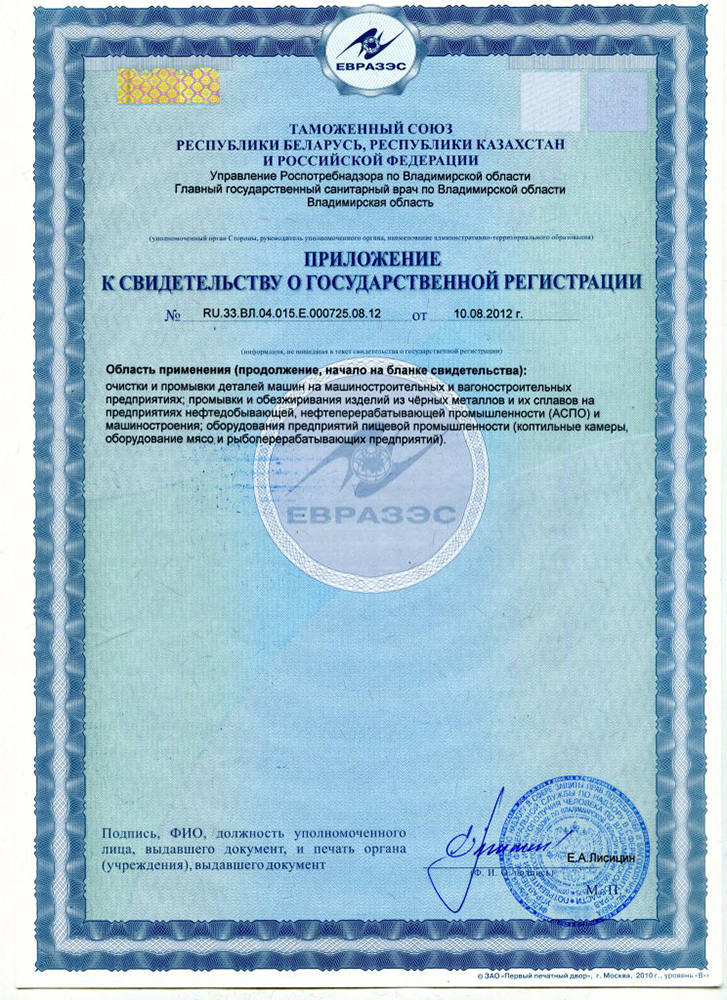 ЕВРАЗЭС
ТАМОЖЕННЫЙ СОЮЗ
РЕСПУБЛИКИ БЕЛАРУСЬ, РЕСПУБЛИКИ КАЗАХСТАН
И РОССИЙСКОЙ ФЕДЕРАЦИИ
Управление Роспотребнадзора по Владимирской области
Главный государственный санитарный врач по Владимирской области
Владимирская область
(уполномоченный орган Стороны, руководитель уполномоченного органа, наименование административно-территориального образования)
ПРИЛОЖЕНИЕ
К СВИДЕТЕЛЬСТВУ О ГОСУДАРСТВЕННОЙ РЕГИСТРАЦИИ
№ RU.33.ВЛ.04.015.Е.000725.08.12 от 10.08.2012 г.
(информация, не вошедшая в текст свидетельства о государственной регистрации)
Область применения (продолжение, начало на бланке свидетельства):
очистки и промывки деталей машин на машиностроительных и вагоностроительных
предприятиях; промывки и обезжиривания изделий из чёрных металлов и их сплавов на
предприятиях нефтедобывающей, нефтеперерабатывающей промышленности (АСПО) и
машиностроения; оборудования предприятий пищевой промышленности (коптильные камеры,
оборудование мясо и рыбоперерабатывающих предприятий).
ЕВРАЗЭС
Подпись, ФИО, должность уполномоченного
лица, выдавшего документ, и печать органа
(учреждения), выдавшего документ
Е.А.Лисицин
(Ф. И. О./подпись)
М. П.
© ЗАО «Первый печатный двор», г. Москва, 2010 г., уровень «В»